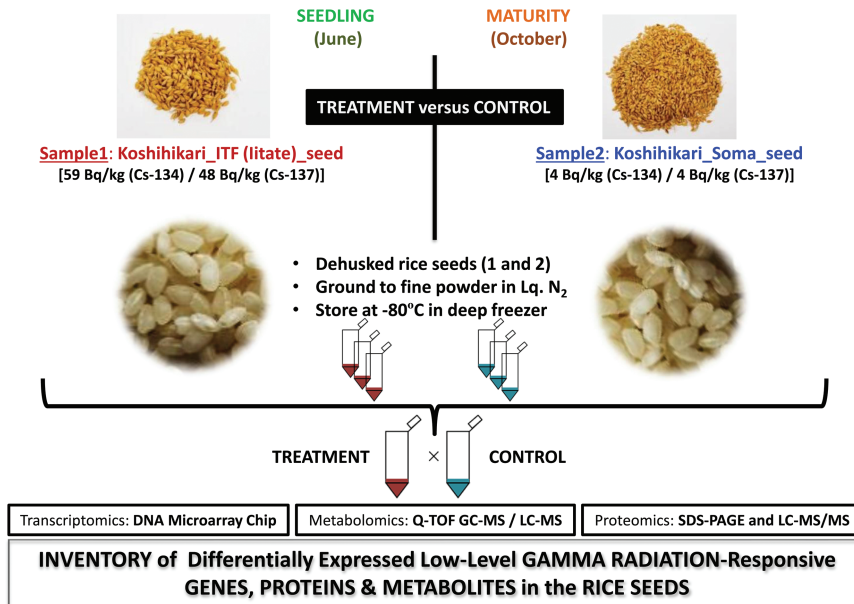 SEEDLING
(June)
MATURITY
(October)
TREATMENT versus CONTROL
Sample1: Koshihikari_ITF (Iitate)_seed
[59 Bq/kg (Cs-134) / 48 Bq/kg (Cs-137)]
Sample2: Koshihikari_Soma_seed
[4 Bq/kg (Cs-134) / 4 Bq/kg (Cs-137)]
• Dehusked rice seeds (1 and 2)
• Ground to fine powder in Lq. N₂
• Store at -80°C in deep freezer
TREATMENT × CONTROL
Transcriptomics: DNA Microarray Chip
Metabolomics: Q-TOF GC-MS / LC-MS
Proteomics: SDS-PAGE and LC-MS/MS
INVENTORY of Differentially Expressed Low-Level GAMMA RADIATION-Responsive
GENES, PROTEINS & METABOLITES in the RICE SEEDS